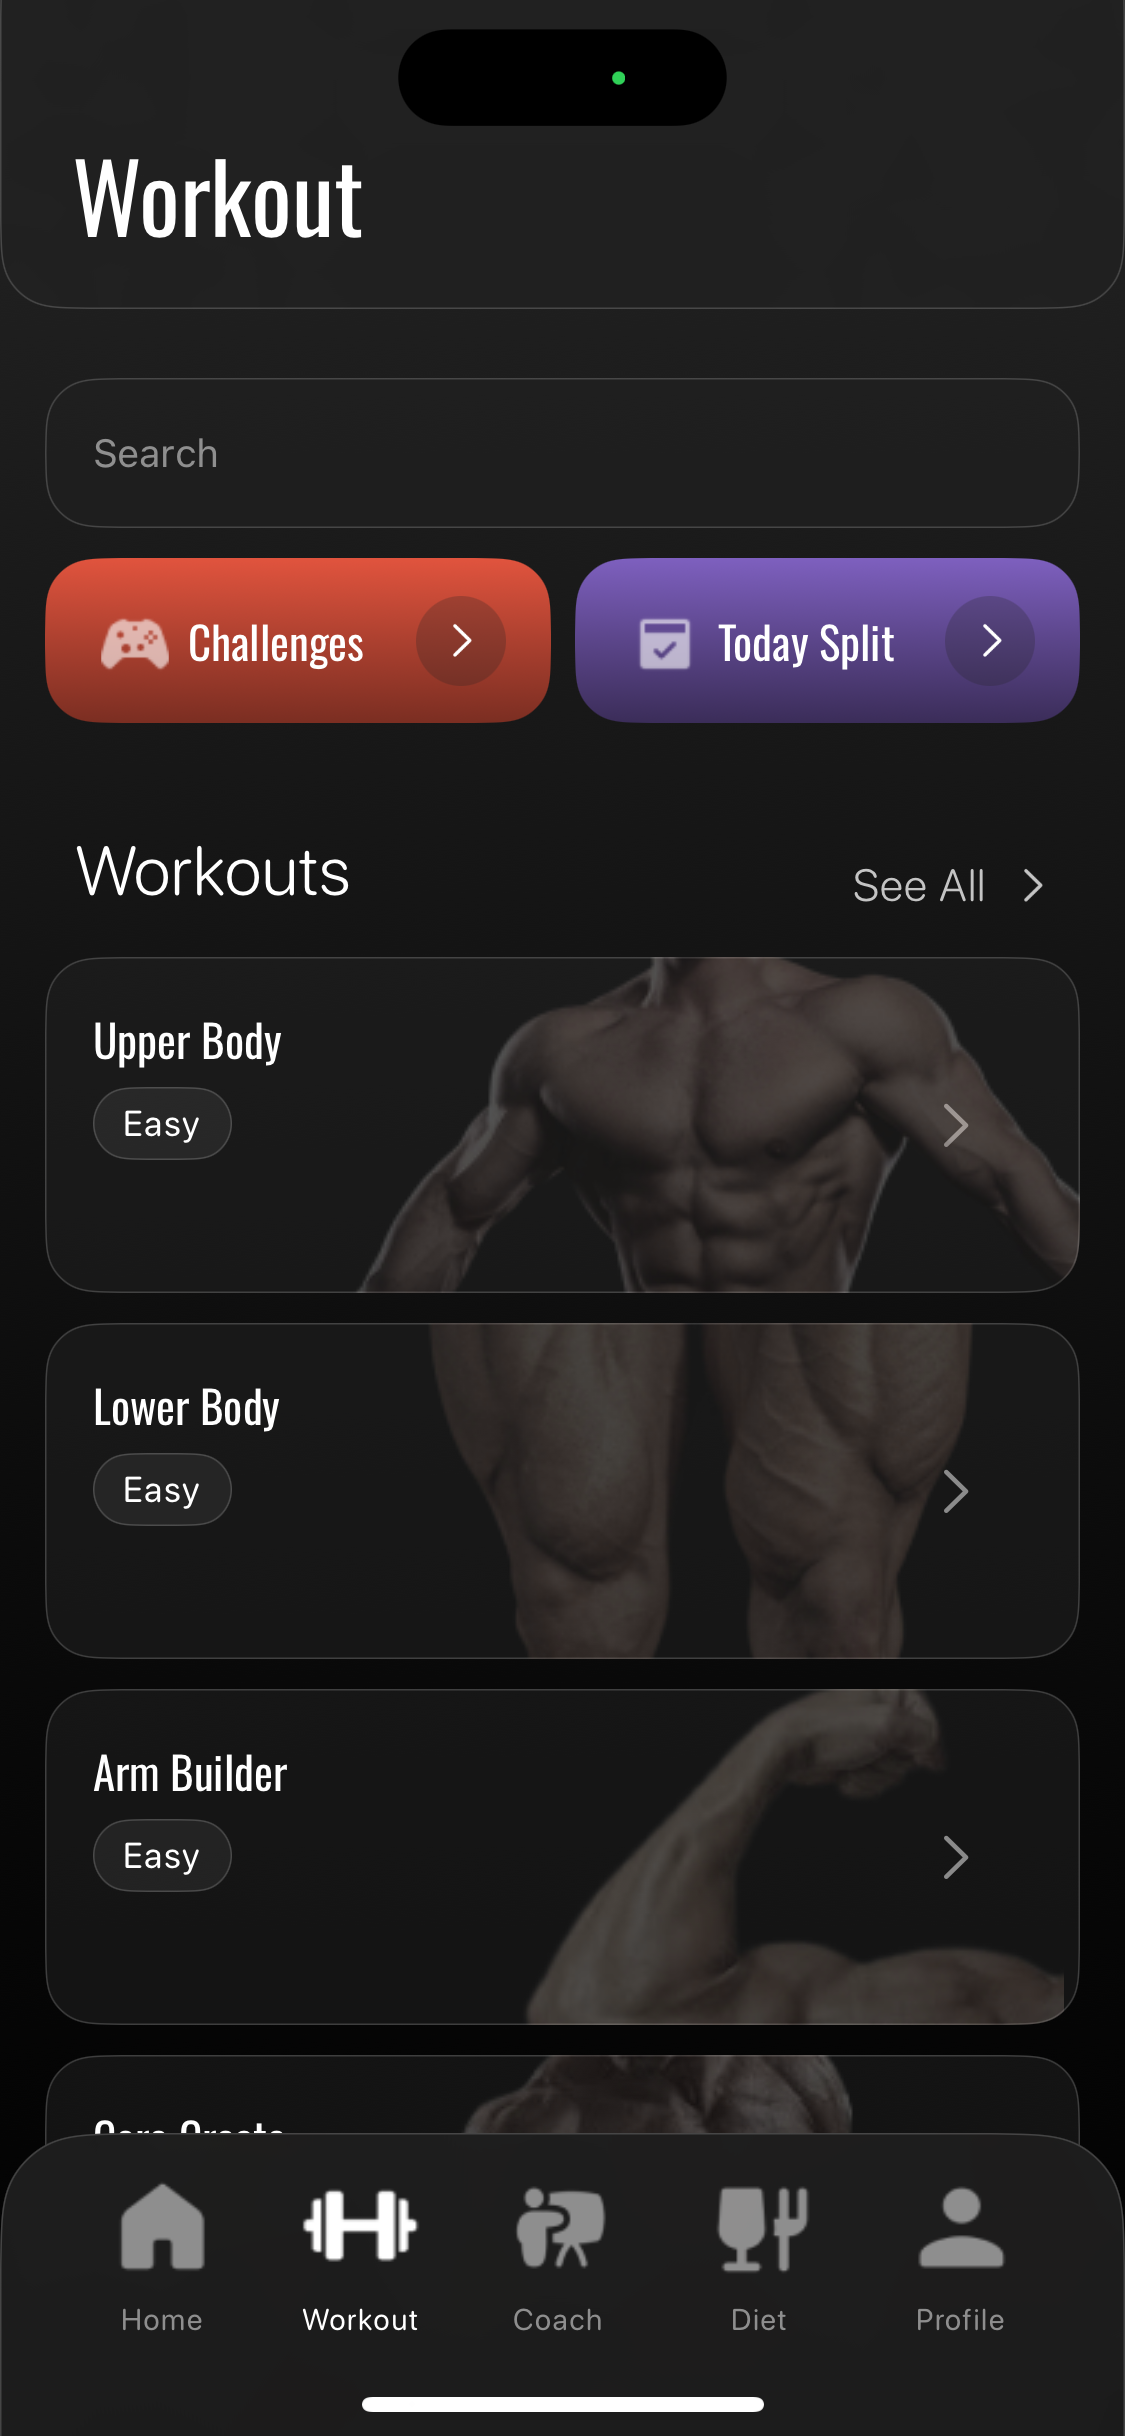 Workout
Search
Challenges
Today Split
Workouts
See All
Upper Body
Easy
Lower Body
Easy
Arm Builder
Easy
Home
Workout
Coach
Diet
Profile